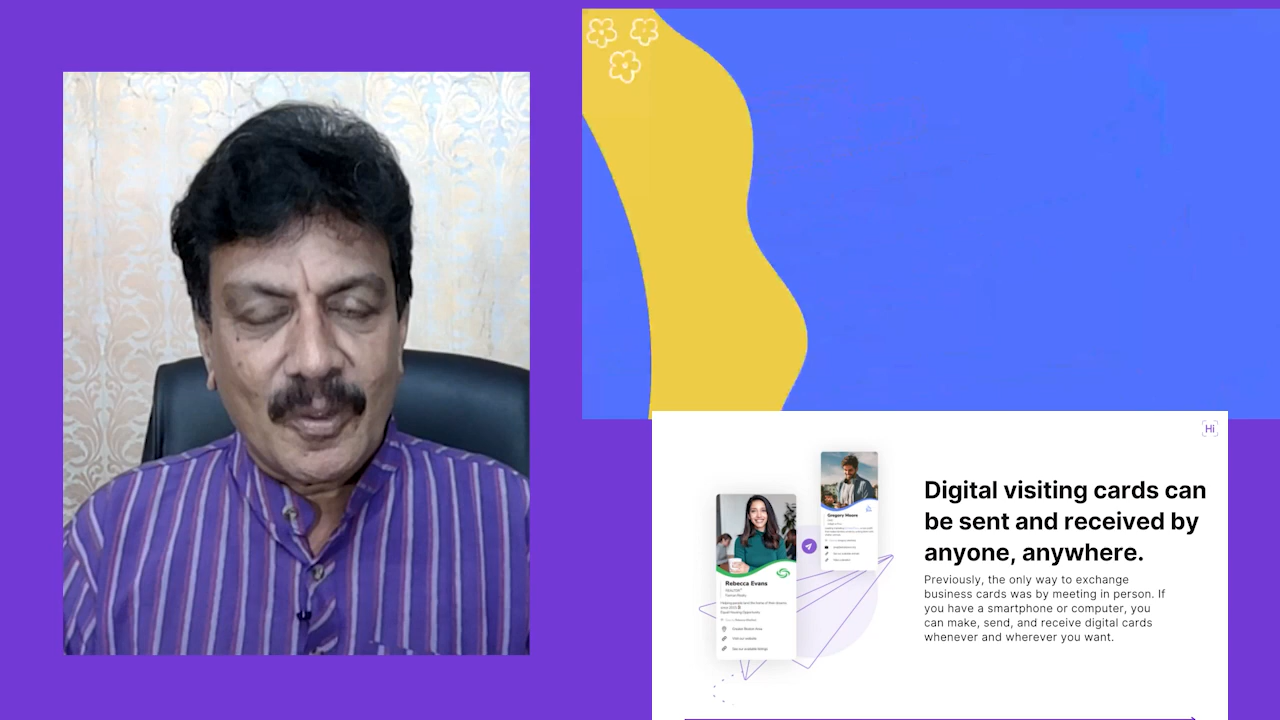 Hi
Digital visiting cards can
be sent and received by
anyone, anywhere.
Previously, the only way to exchange
business cards was by meeting in person. If
you have a smartphone or computer, you
can make, send, and receive digital cards
whenever and wherever you want.
Gregory Moore
Rebecca Evans